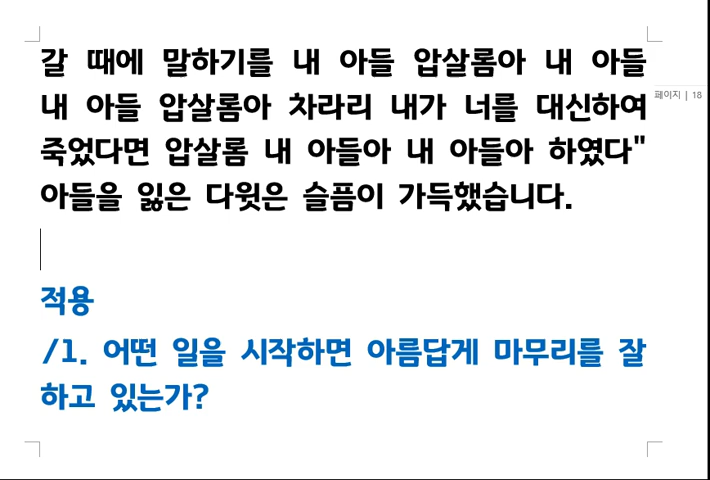 갈 때에 말하기를 내 아들 압살롬아 내 아들
내 아들 압살롬아 차라리 내가 너를 대신하여
페이지 | 18
죽었다면 압살롬 내 아들아 내 아들아 하였다"
아들을 잃은 다윗은 슬픔이 가득했습니다.
적용
/1. 어떤 일을 시작하면 아름답게 마무리를 잘
하고 있는가?